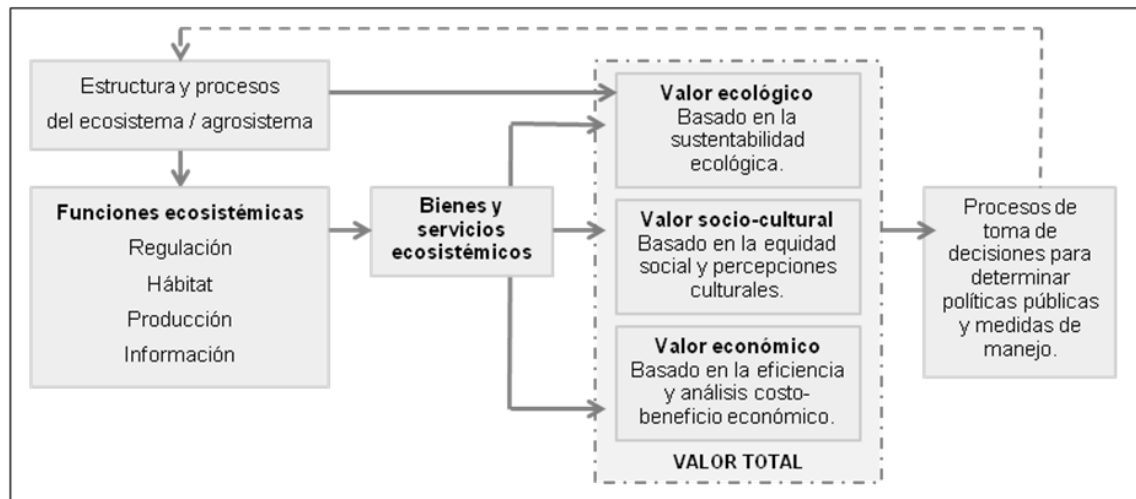 Estructura y procesos
del ecosistema / agrosistema
Funciones ecosistémicas
Regulación
Hábitat
Producción
Información
Bienes y
servicios
ecosistémicos
Valor ecológico
Basado en la
sustentabilidad
ecológica.
Valor socio-cultural
Basado en la equidad
social y percepciones
culturales.
Valor económico
Basado en la eficiencia
y análisis costo-
beneficio económico.
VALOR TOTAL
Procesos de
toma de
decisiones para
determinar
políticas públicas
y medidas de
manejo.